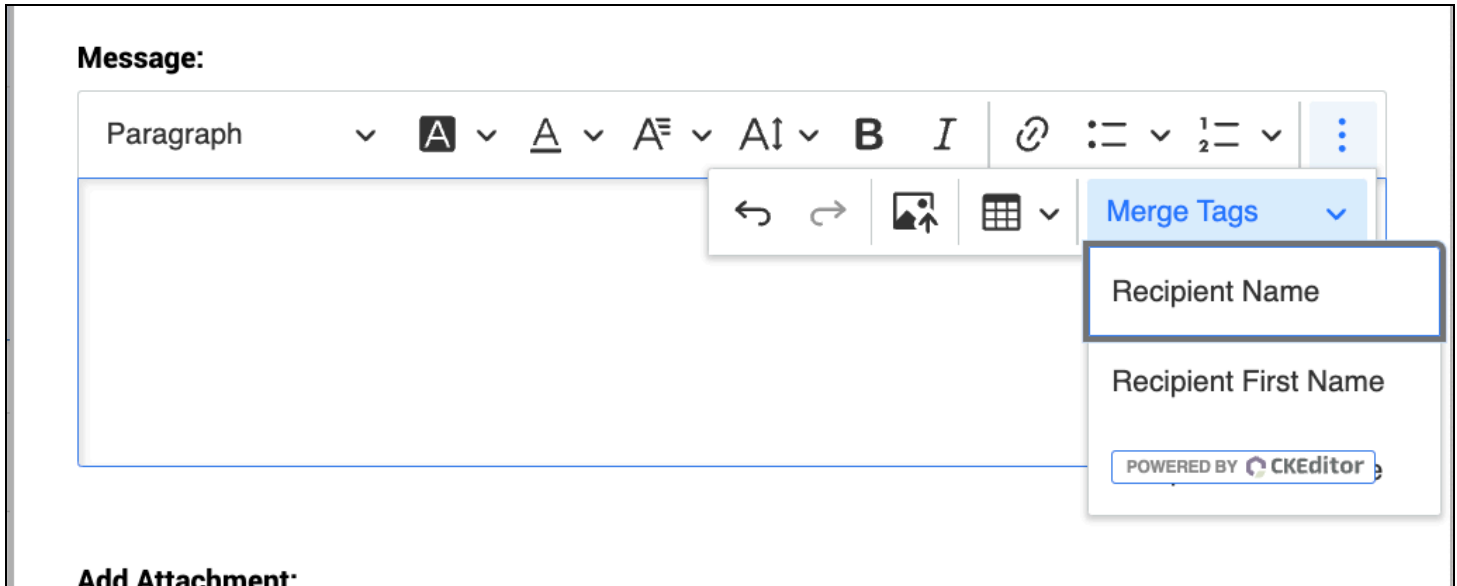 Message:
Paragraph
Merge Tags
Recipient Name
Recipient First Name
POWERED BY CKEditor
Add Attachment: